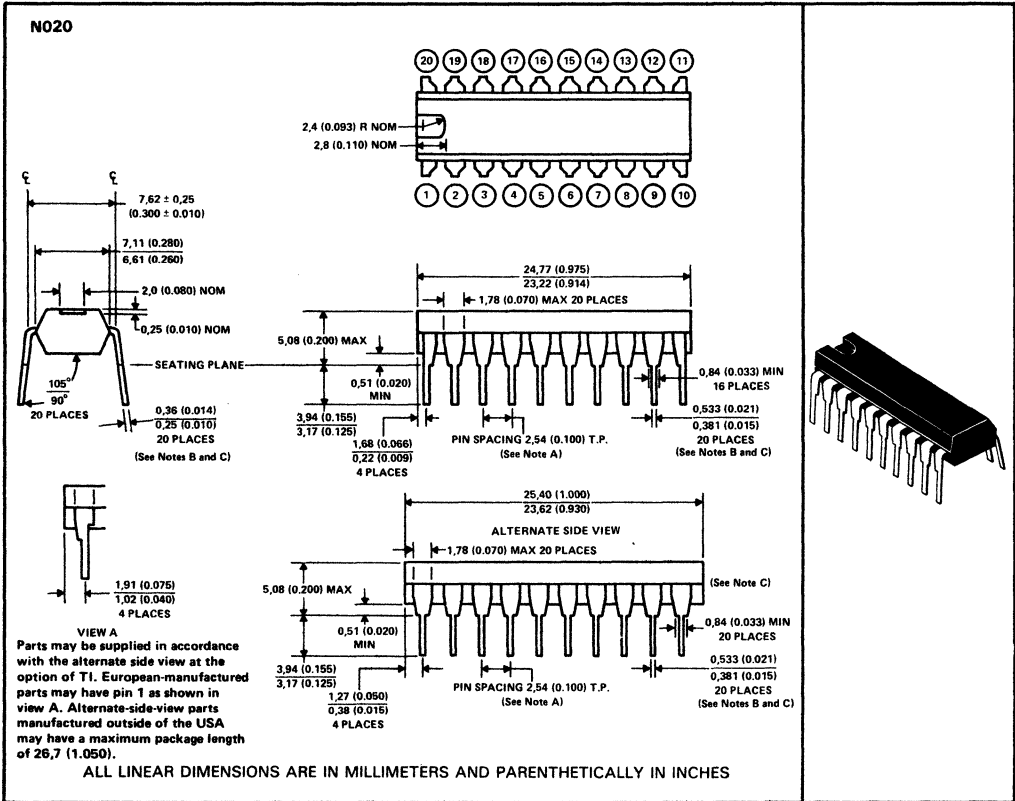 N020
20 19 18 17 16 15 14 13 12 11
2,4 (0.093) R NOM
2,8 (0.110) NOM
1 2 3 4 5 6 7 8 9 10
℄ ℄
7,62 ± 0,25
(0.300 ± 0.010)
7,11 (0.280)
6,61 (0.260)
2,0 (0.080) NOM
0,25 (0.010) NOM
SEATING PLANE
105°
90°
20 PLACES
0,36 (0.014)
0,25 (0.010)
20 PLACES
(See Notes B and C)
24,77 (0.975)
23,22 (0.914)
1,78 (0.070) MAX 20 PLACES
5,08 (0.200) MAX
0,51 (0.020)
MIN
3,94 (0.155)
3,17 (0.125)
1,68 (0.066)
0,22 (0.009)
4 PLACES
PIN SPACING 2,54 (0.100) T.P.
(See Note A)
0,84 (0.033) MIN
16 PLACES
0,533 (0.021)
0,381 (0.015)
20 PLACES
(See Notes B and C)
25,40 (1.000)
23,62 (0.930)
ALTERNATE SIDE VIEW
1,78 (0.070) MAX 20 PLACES
5,08 (0.200) MAX
(See Note C)
0,51 (0.020)
MIN
0,84 (0.033) MIN
20 PLACES
3,94 (0.155)
3,17 (0.125)
1,27 (0.050)
0,38 (0.015)
4 PLACES
PIN SPACING 2,54 (0.100) T.P.
(See Note A)
0,533 (0.021)
0,381 (0.015)
20 PLACES
(See Notes B and C)
1,91 (0.075)
1,02 (0.040)
4 PLACES
VIEW A
Parts may be supplied in accordance
with the alternate side view at the
option of TI. European-manufactured
parts may have pin 1 as shown in
view A. Alternate-side-view parts
manufactured outside of the USA
may have a maximum package length
of 26,7 (1.050).
ALL LINEAR DIMENSIONS ARE IN MILLIMETERS AND PARENTHETICALLY IN INCHES